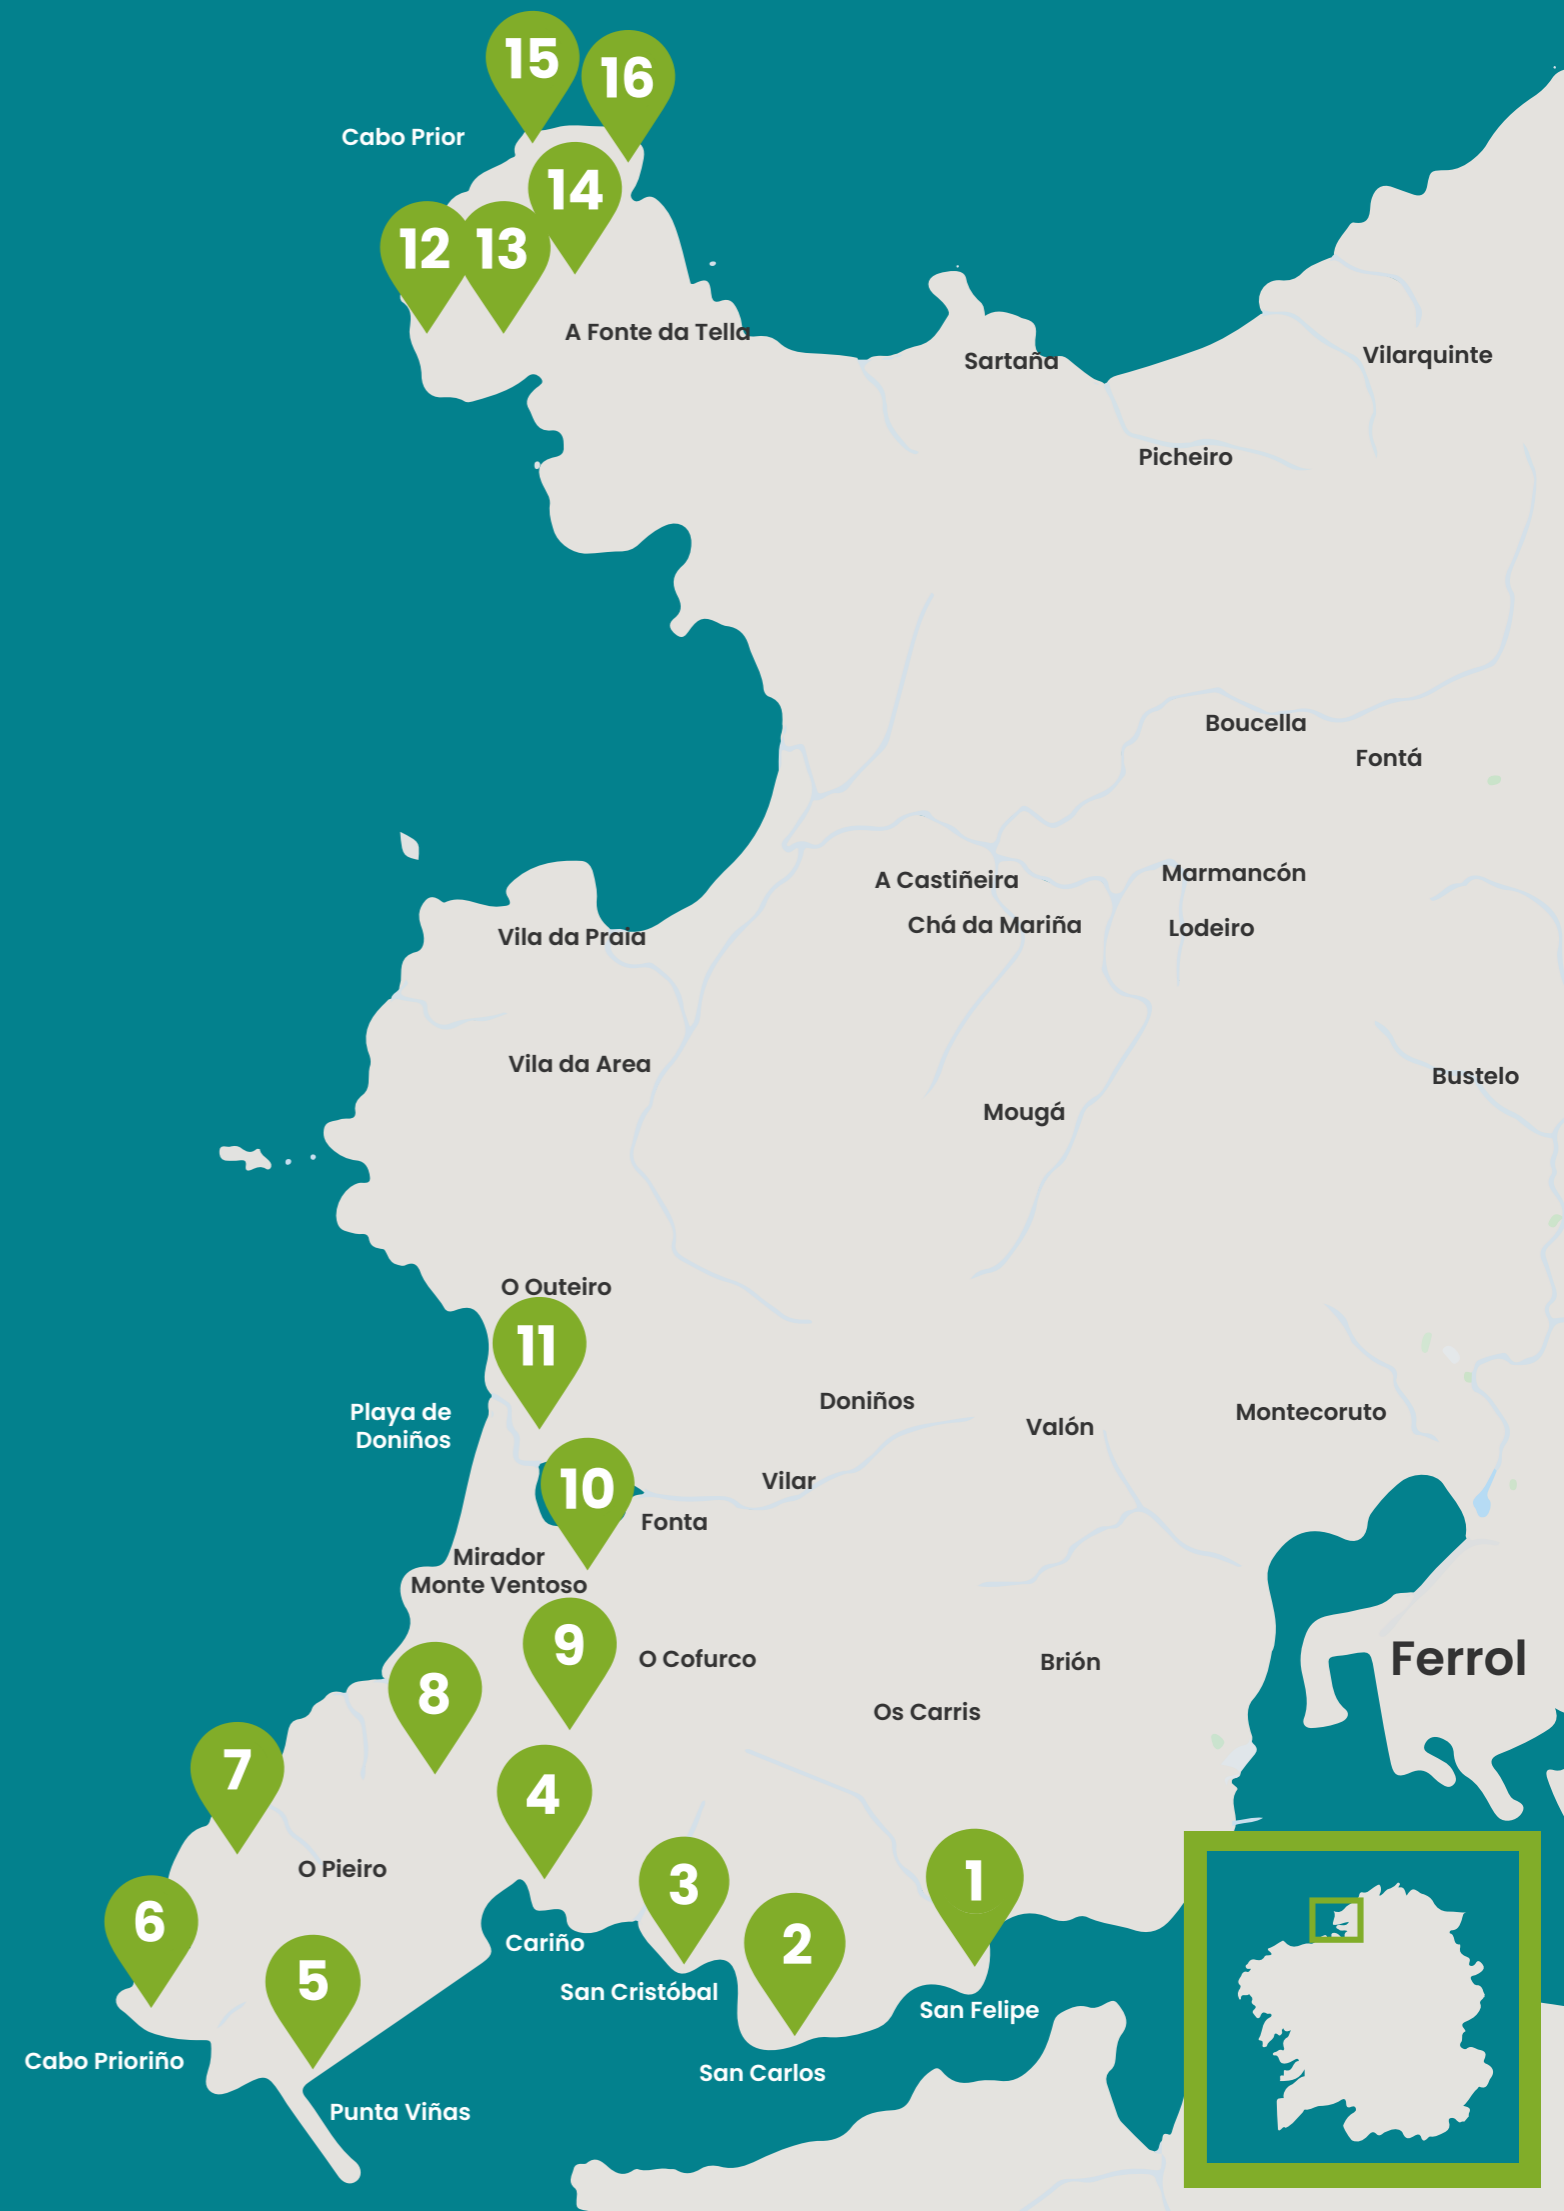 15
16
Cabo Prior
14
12
13
A Fonte da Tella
Sartaña
Vilarquinte
Picheiro
Boucella
Fontá
A Castiñeira
Marmancón
Chá da Mariña
Lodeiro
Vila da Praia
Vila da Area
Bustelo
Mougá
O Outeiro
11
Playa de
Doniños
Doniños
Valón
Montecoruto
10
Vilar
Fonta
Mirador
Monte Ventoso
9
O Cofurco
Brión
Ferrol
8
Os Carris
7
4
O Pieiro
3
1
6
2
Cariño
5
San Cristóbal
San Felipe
Cabo Prioriño
San Carlos
Punta Viñas